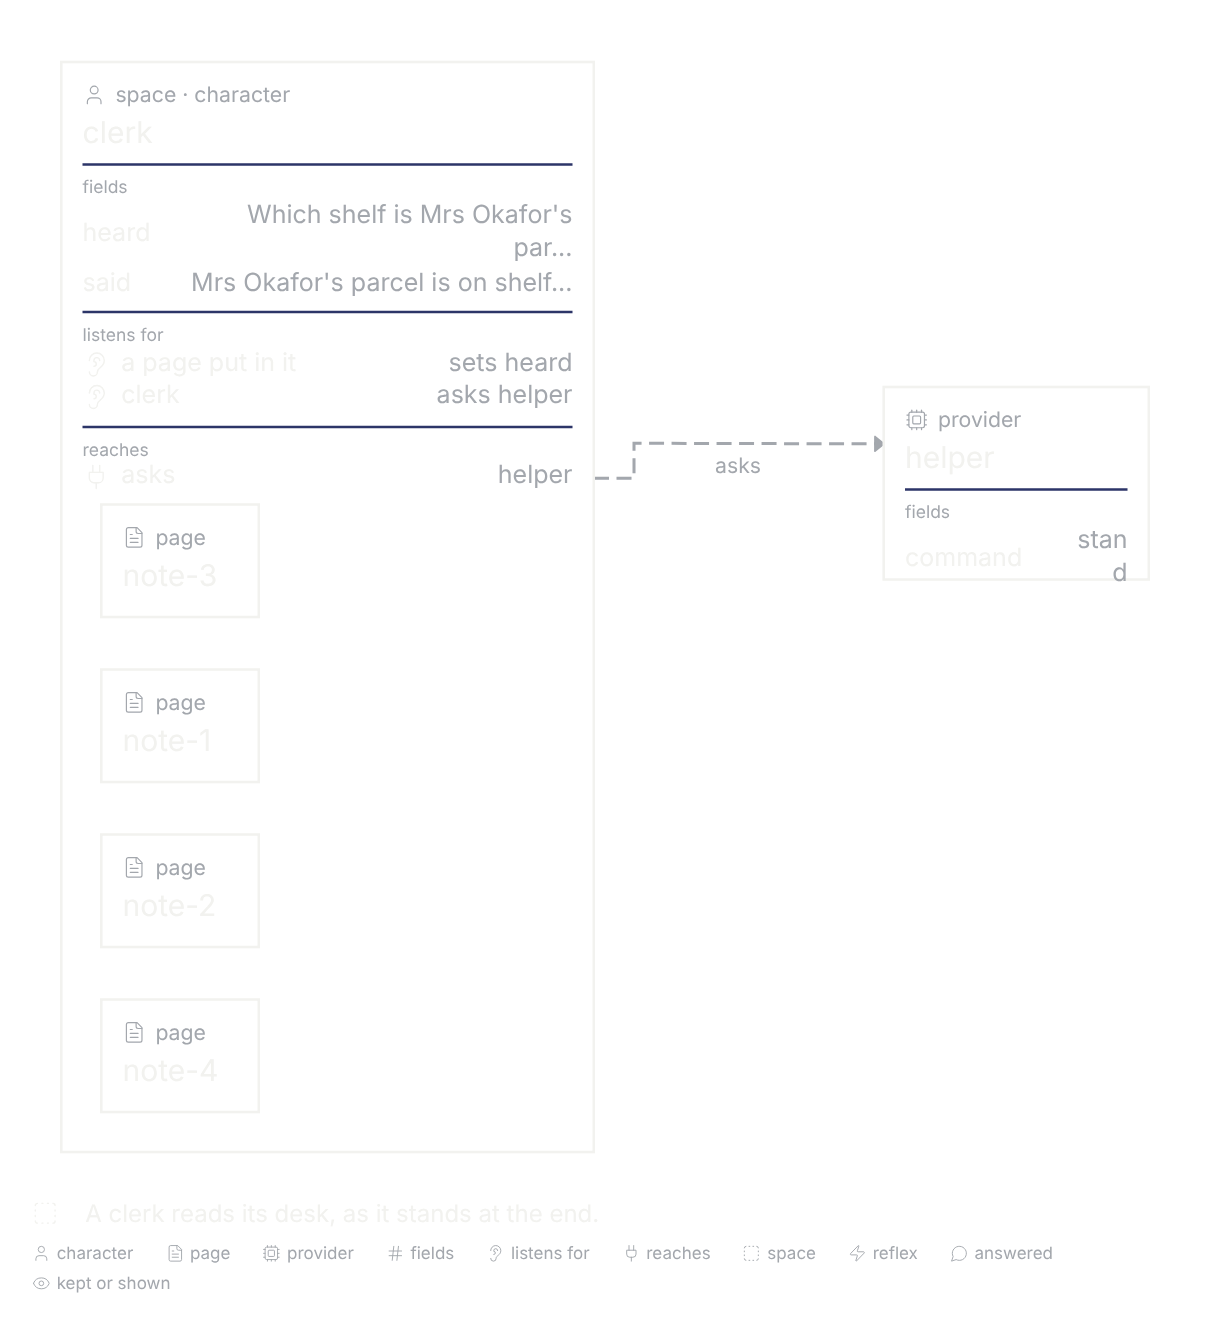 space · character
clerk
fields
heard
Which shelf is Mrs Okafor's
par...
said
Mrs Okafor's parcel is on shelf...
listens for
a page put in it
sets heard
clerk
asks helper
reaches
asks
helper
asks
provider
helper
fields
command
stan
d
page
note-3
page
note-1
page
note-2
page
note-4
A clerk reads its desk, as it stands at the end.
character
page
provider
fields
listens for
reaches
space
reflex
answered
kept or shown